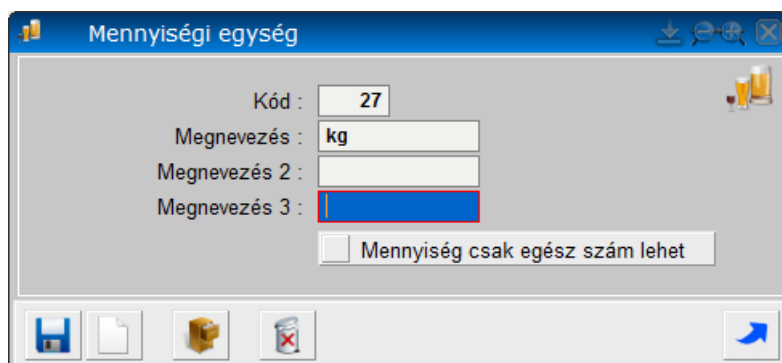 Mennyiségi egység
Kód : 27
Megnevezés : kg
Megnevezés 2 :
Megnevezés 3 :
Mennyiség csak egész szám lehet